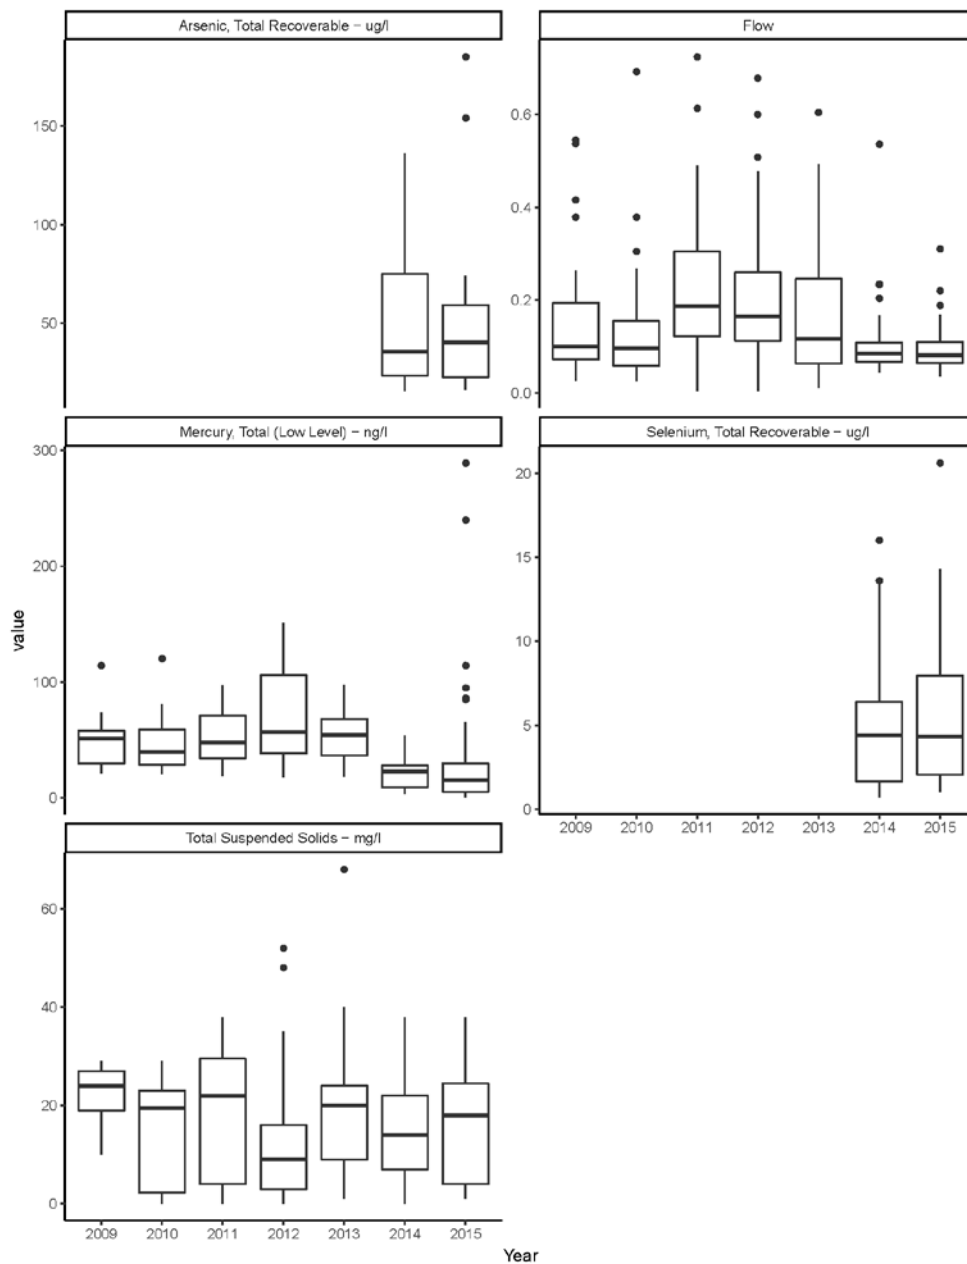 Arsenic, Total Recoverable − ug/l
Flow
150
100
50
0.6
0.4
0.2
0.0
Mercury, Total (Low Level) − ng/l
Selenium, Total Recoverable − ug/l
300
200
100
0
20
15
10
5
0
value
2009 2010 2011 2012 2013 2014 2015
Total Suspended Solids − mg/l
60
40
20
0
2009 2010 2011 2012 2013 2014 2015
Year